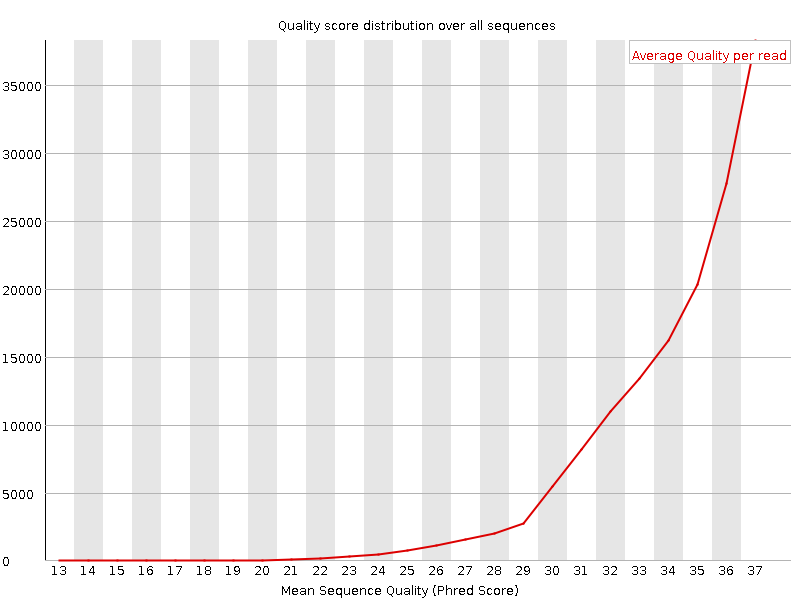 Quality score distribution over all sequences
Average Quality per read
35000
30000
25000
20000
15000
10000
5000
0
13 14 15 16 17 18 19 20 21 22 23 24 25 26 27 28 29 30 31 32 33 34 35 36 37
Mean Sequence Quality (Phred Score)